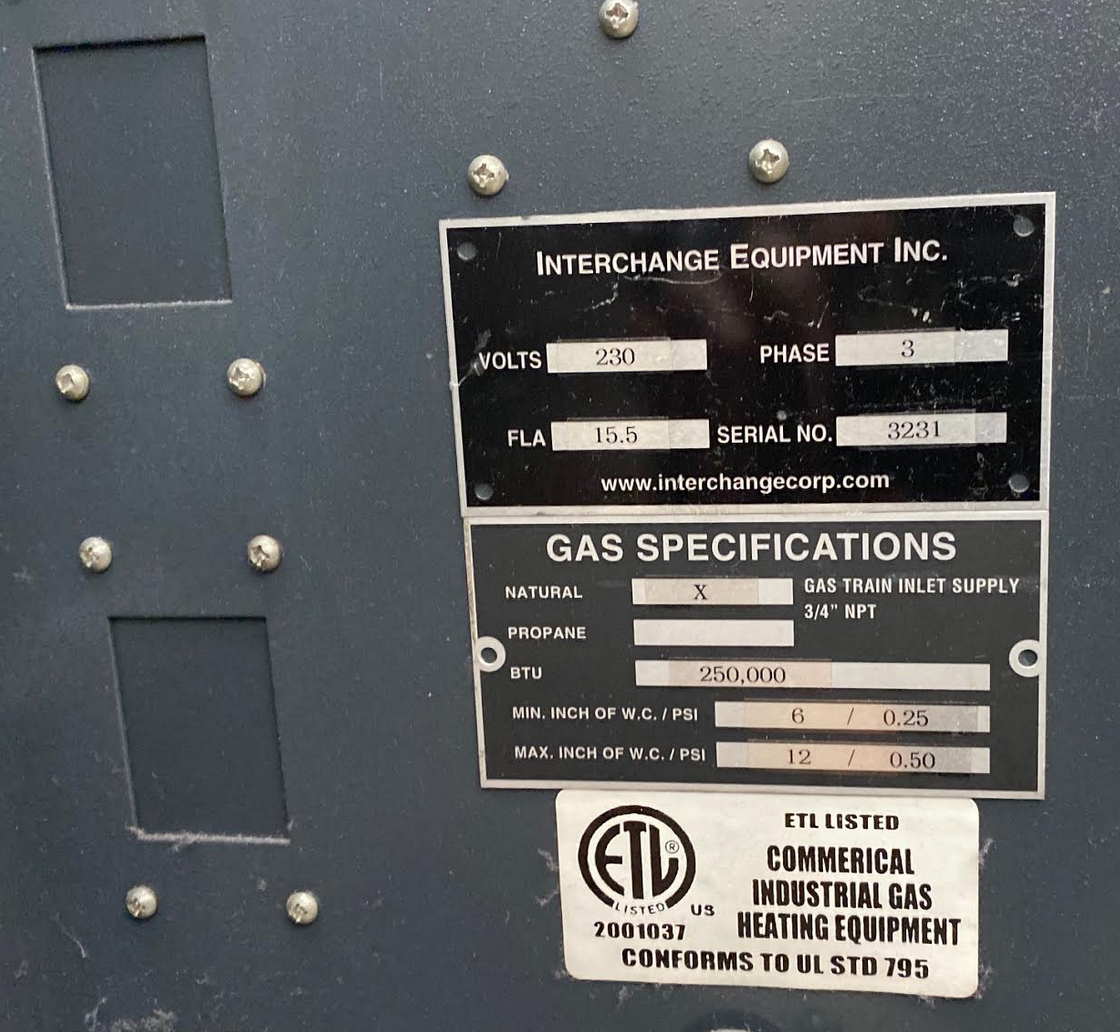 INTERCHANGE EQUIPMENT INC.
VOLTS 230 PHASE 3
FLA 15.5 SERIAL NO. 3231
www.interchangecorp.com
GAS SPECIFICATIONS
NATURAL X GAS TRAIN INLET SUPPLY
3/4" NPT
PROPANE
BTU 250,000
MIN. INCH OF W.C. / PSI 6 / 0.25
MAX. INCH OF W.C. / PSI 12 / 0.50
ETL®
LISTED US
2001037
ETL LISTED
COMMERICAL
INDUSTRIAL GAS
HEATING EQUIPMENT
CONFORMS TO UL STD 795